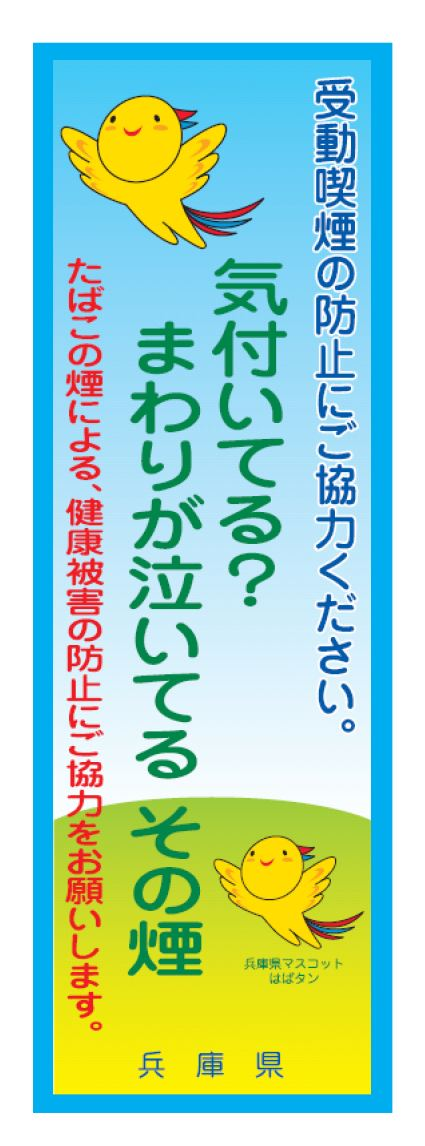 受動喫煙の防止にご協力ください。
気付いてる?
まわりが泣いてる その煙
たばこの煙による、健康被害の防止にご協力をお願いします。
兵庫県マスコット
はばタン
兵庫県